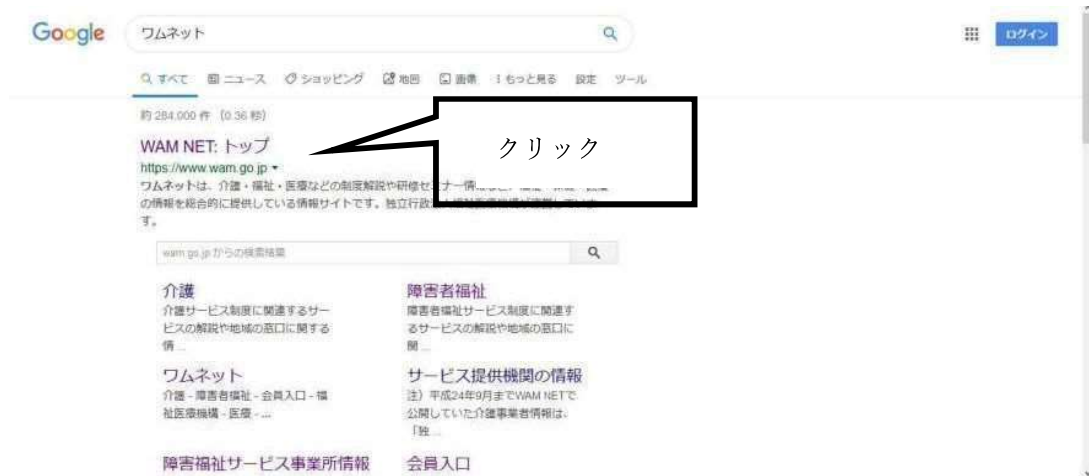 Google
ワムネット
ログイン
すべて ニュース ショッピング 地図 画像 もっと見る 設定 ツール
約 284,000 件 (0.36 秒)
WAM NET: トップ
https://www.wam.go.jp
クリック
ワムネットは、介護・福祉・医療などの制度解説や研修セミナー情
の情報を総合的に提供している情報サイトです。独立行政
す。
wam.go.jp からの検索結果
介護
介護サービス制度に関連するサー
ビスの解説や地域の窓口に関する
情 ...
障害者福祉
障害者福祉サービス制度に関連す
るサービスの解説や地域の窓口に
関 ...
ワムネット
介護 - 障害者福祉 - 会員入口 - 福
祉医療機構 - 医療 - ...
サービス提供機関の情報
注）平成24年9月までWAM NETで
公開していた介護事業者情報は、
「独 ...
障害福祉サービス事業所情報
会員入口